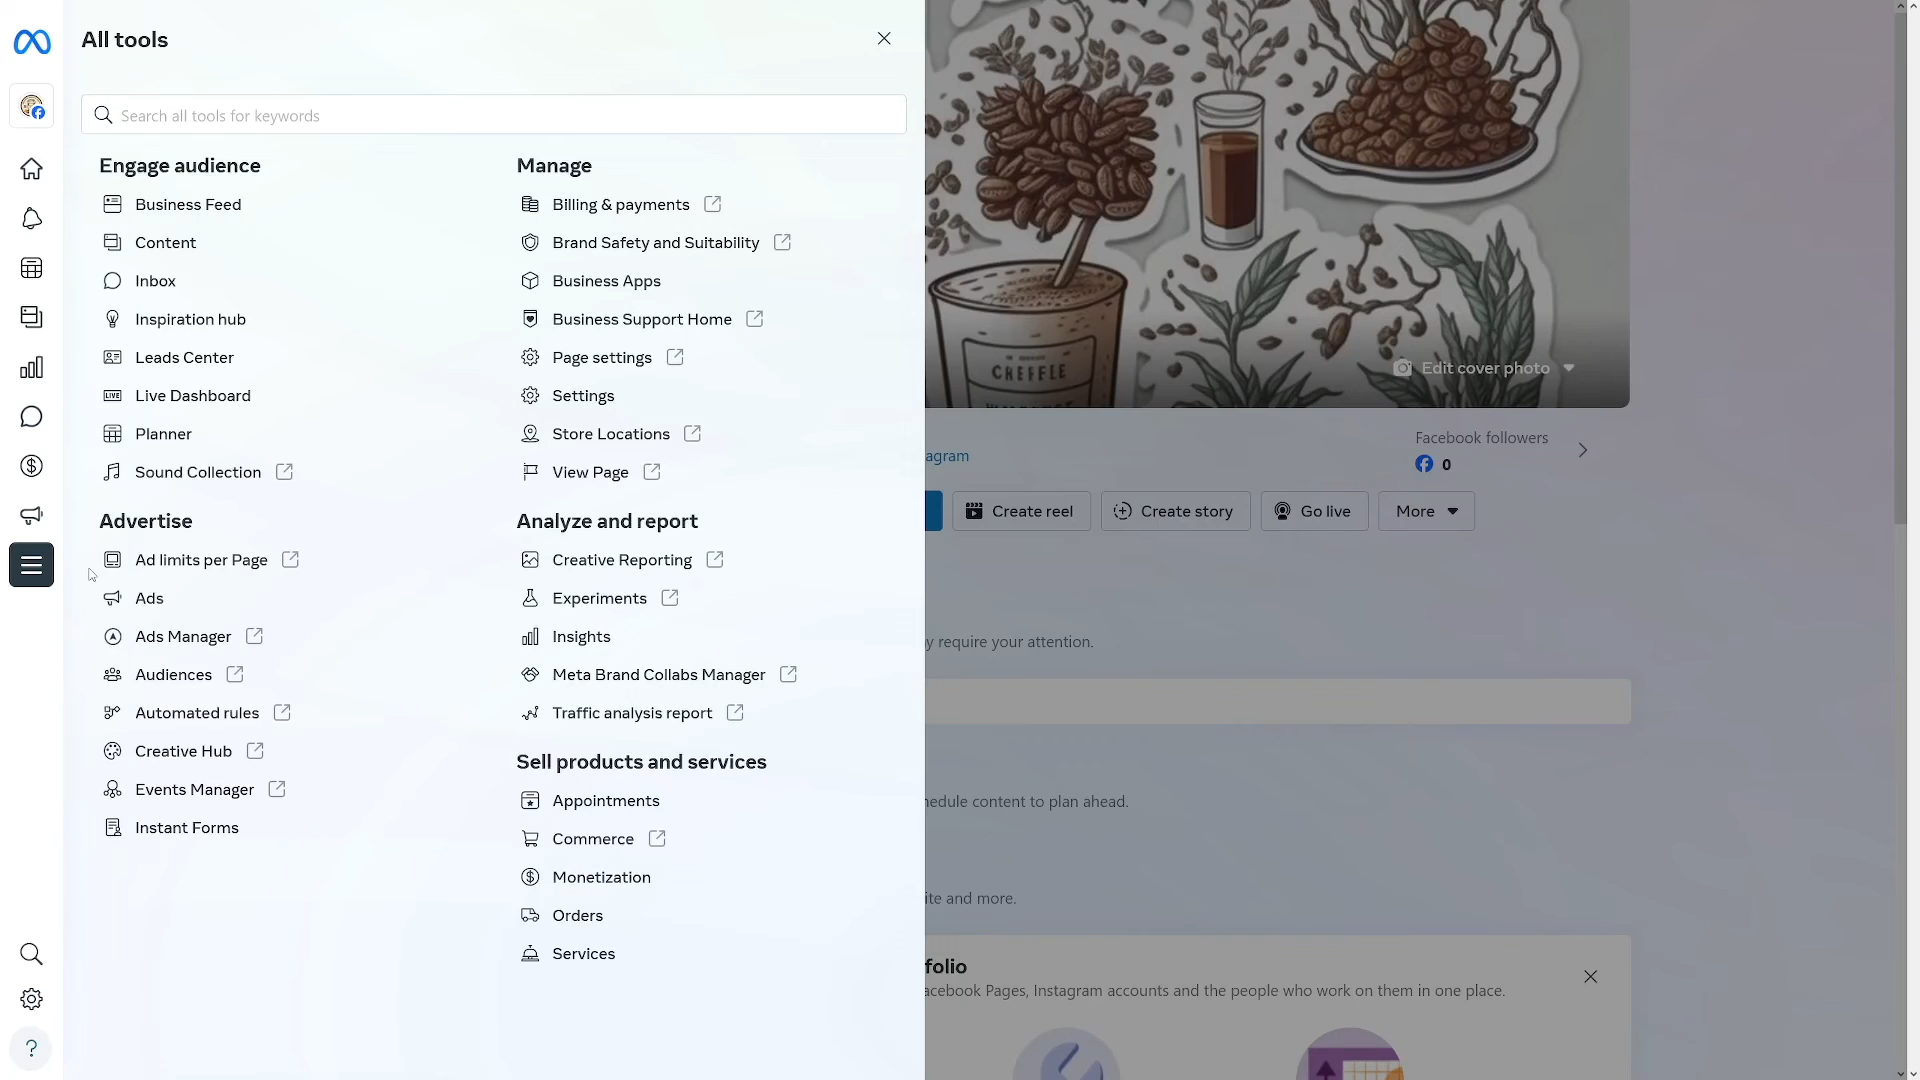 All tools
Search all tools for keywords
Engage audience
Business Feed
Content
Inbox
Inspiration hub
Leads Center
LIVE Live Dashboard
Planner
Sound Collection
Advertise
Ad limits per Page
Ads
Ads Manager
Audiences
Automated rules
Creative Hub
Events Manager
Instant Forms
Manage
Billing & payments
Brand Safety and Suitability
Business Apps
Business Support Home
Page settings
Settings
Store Locations
View Page
Analyze and report
Creative Reporting
Experiments
Insights
Meta Brand Collabs Manager
Traffic analysis report
Sell products and services
Appointments
Commerce
Monetization
Orders
Services
CREFFLE
Edit cover photo
agram
Facebook followers
0
Create reel
Create story
Go live
More
y require your attention.
hedule content to plan ahead.
ite and more.
folio
acebook Pages, Instagram accounts and the people who work on them in one place.